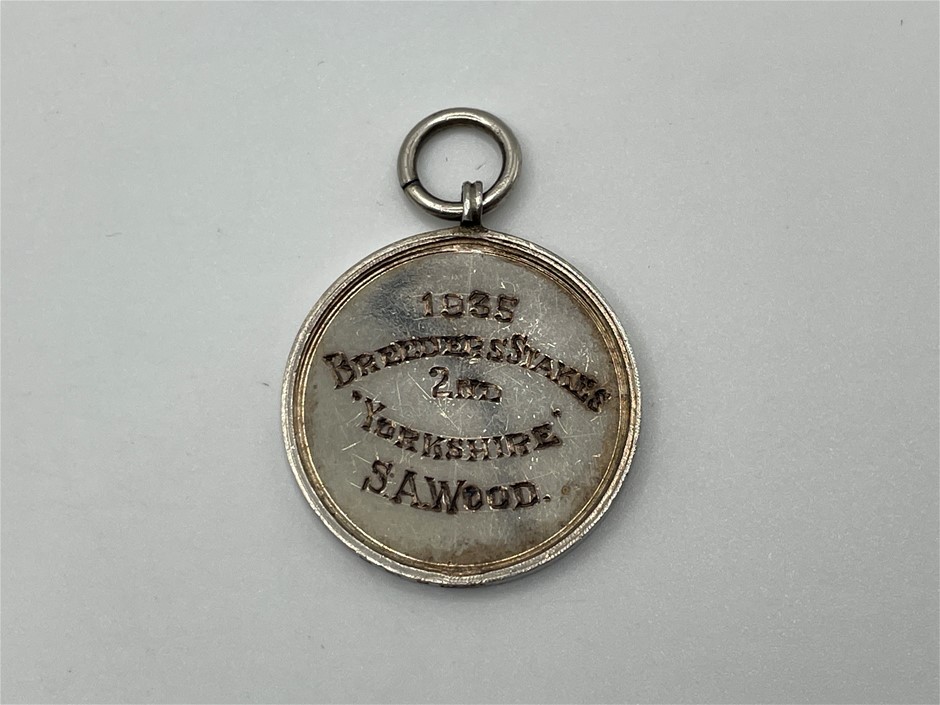 1935
BREEDERS' STAKES
2ND
"YORKSHIRE"
S.A.WOOD.